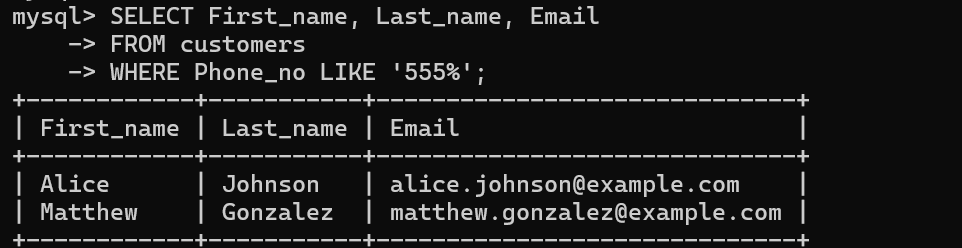 mysql> SELECT First_name, Last_name, Email
    -> FROM customers
    -> WHERE Phone_no LIKE '555%';
+------------+-----------+------------------------------+
| First_name | Last_name | Email                        |
+------------+-----------+------------------------------+
| Alice      | Johnson   | alice.johnson@example.com    |
| Matthew    | Gonzalez  | matthew.gonzalez@example.com |
+------------+-----------+------------------------------+